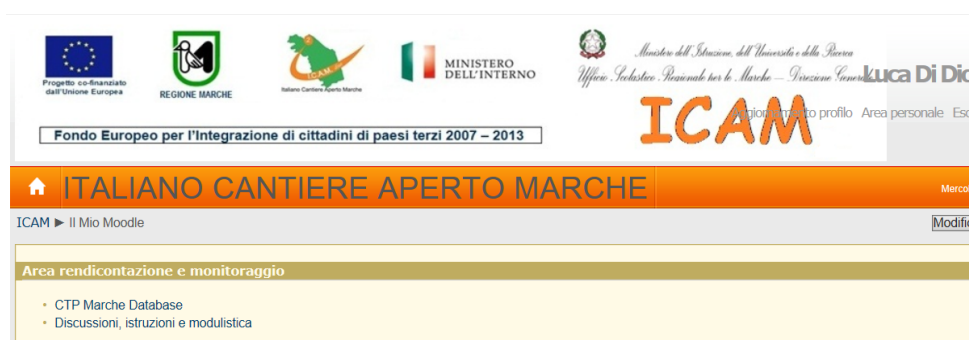 Progetto co-finanziato
dall'Unione Europea
REGIONE MARCHE
ICAM
Italiano Cantiere Aperto Marche
MINISTERO
DELL'INTERNO
Ministero dell'Istruzione, dell'Università e della Ricerca
Ufficio Scolastico Regionale per le Marche – Direzione
Luca Di
Fondo Europeo per l'Integrazione di cittadini di paesi terzi 2007 – 2013
ICAM
profilo Area personale
ITALIANO CANTIERE APERTO MARCHE
ICAM ► Il Mio Moodle
Area rendicontazione e monitoraggio
• CTP Marche Database
• Discussioni, istruzioni e modulistica